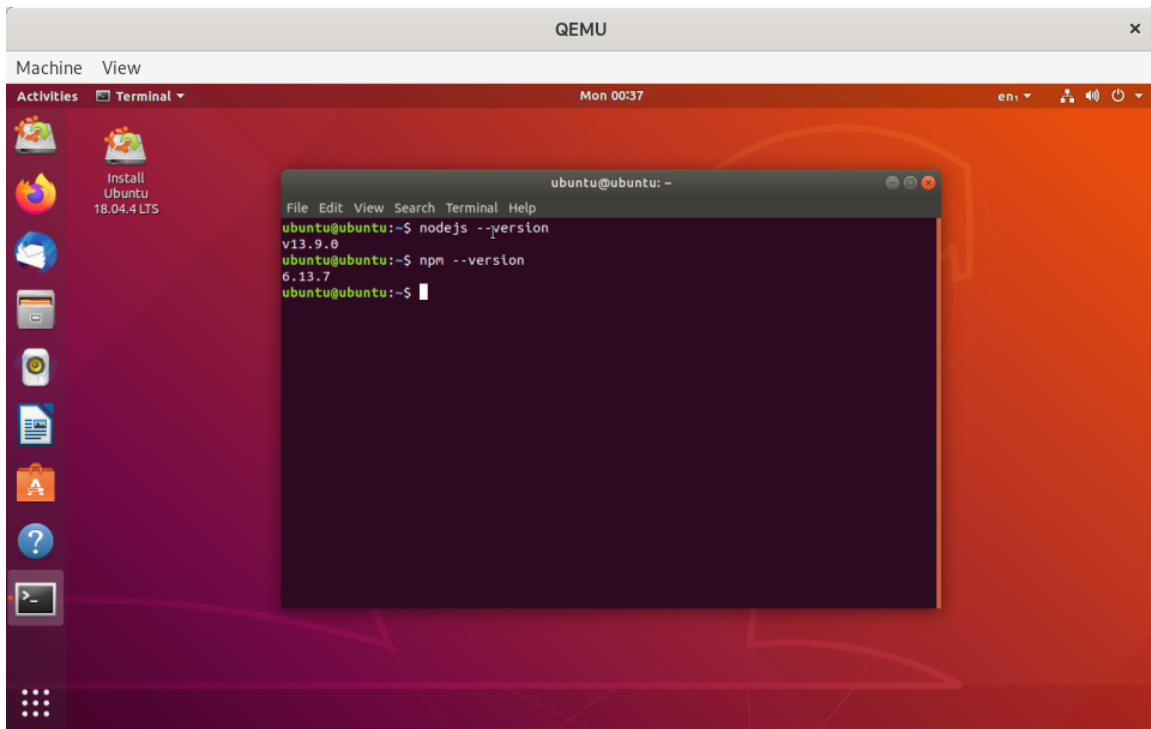 QEMU
×
Machine View
Activities Terminal Mon 00:37 en₁
Install
Ubuntu
18.04.4 LTS
ubuntu@ubuntu: ~
File Edit View Search Terminal Help
ubuntu@ubuntu:~$ nodejs --version
v13.9.0
ubuntu@ubuntu:~$ npm --version
6.13.7
ubuntu@ubuntu:~$